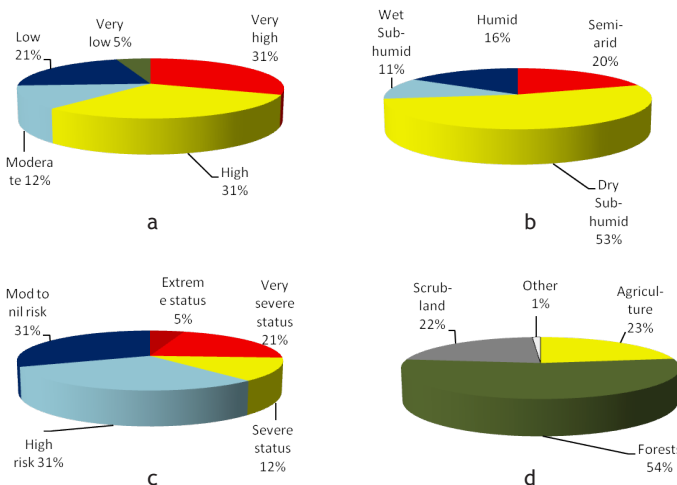 Very
high
31%
High
31%
Modera
te 12%
Low
21%
Very
low 5%
a
Semi-
arid
20%
Dry
Sub-
humid
53%
Wet
Sub-
humid
11%
Humid
16%
b
Extrem
e status
5%
Very
severe
status
21%
Severe
status
12%
High
risk 31%
Mod to
nil risk
31%
c
Agricul-
ture
23%
Forest
54%
Scrub-
land
22%
Other
1%
d